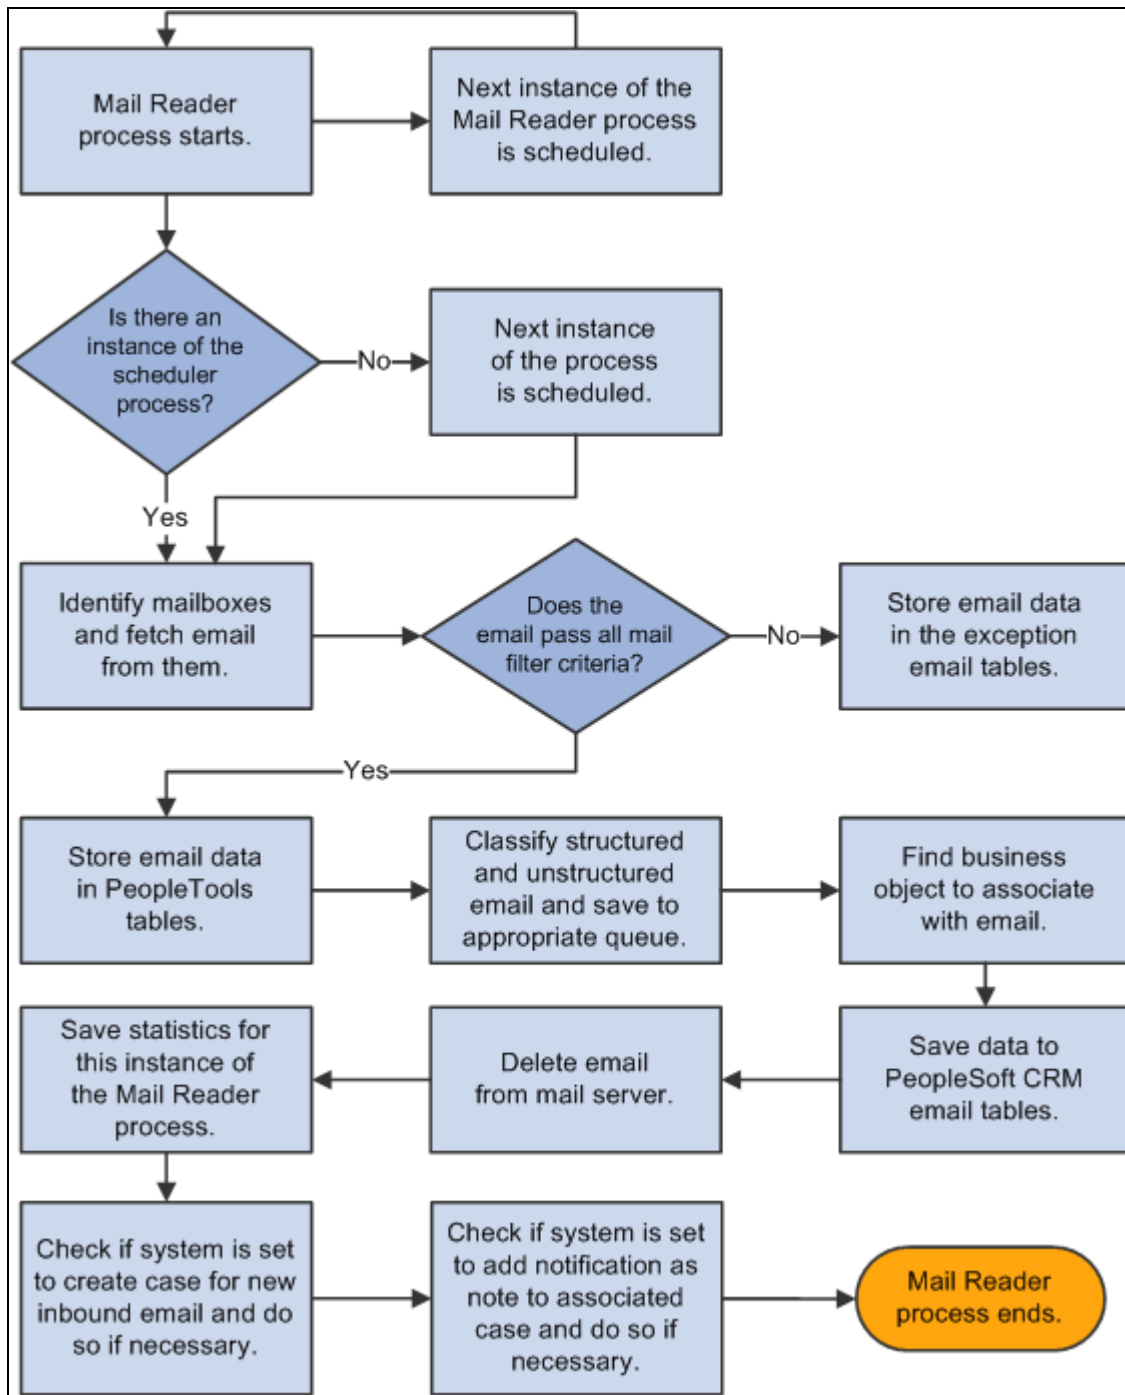 Mail Reader
process starts.
Next instance of the
Mail Reader process
is scheduled.
Is there an
instance of the
scheduler
process?
No
Next instance
of the process
is scheduled.
Yes
Identify mailboxes
and fetch email
from them.
Does the
email pass all mail
filter criteria?
No
Store email data
in the exception
email tables.
Yes
Store email data
in PeopleTools
tables.
Classify structured
and unstructured
email and save to
appropriate queue.
Find business
object to associate
with email.
Save data to
PeopleSoft CRM
email tables.
Delete email
from mail server.
Save statistics for
this instance of
the Mail Reader
process.
Check if system is set
to create case for new
inbound email and do
so if necessary.
Check if system is set
to add notification as
note to associated
case and do so if
necessary.
Mail Reader
process ends.